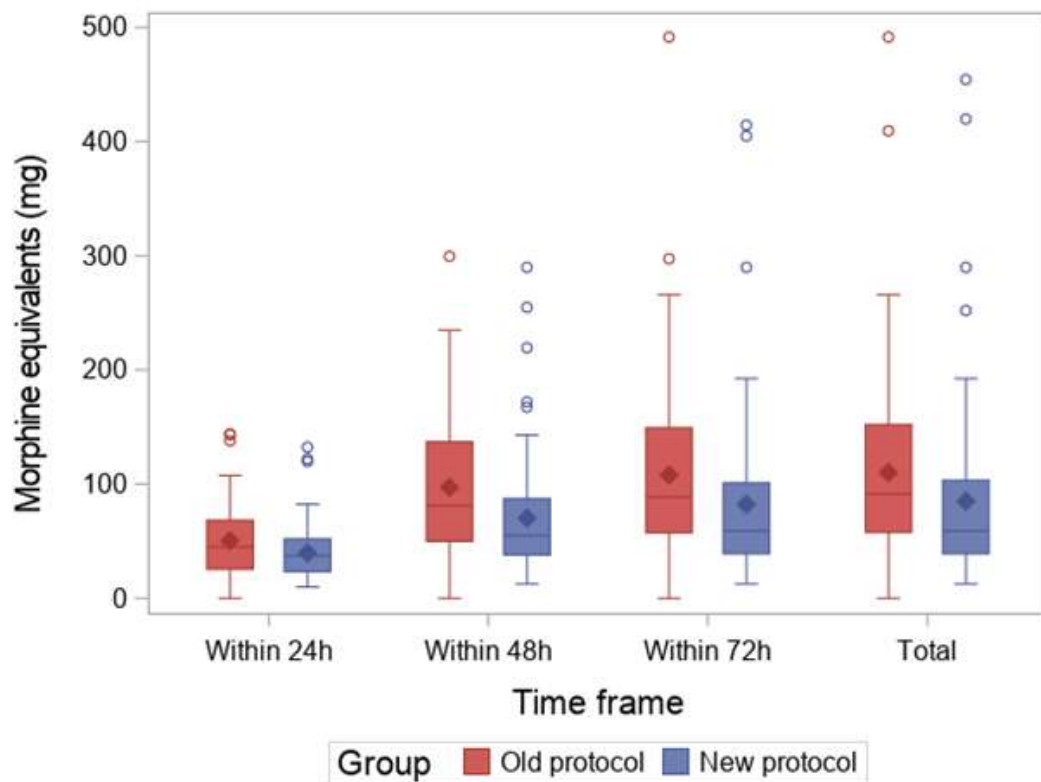 Morphine equivalents (mg)
500
400
300
200
100
0
Within 24h Within 48h Within 72h Total
Time frame
Group Old protocol New protocol